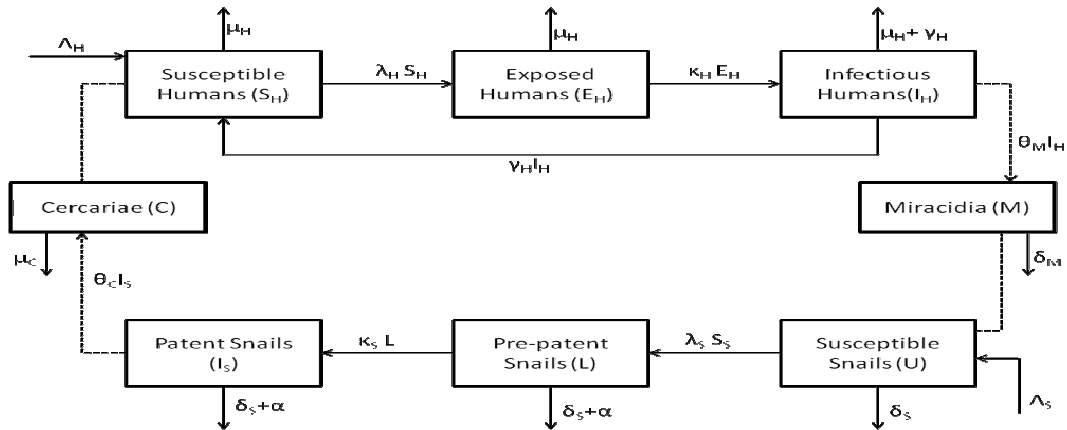 μH
μH
μH + γH
ΛH
Susceptible
Humans (SH)
λH SH
Exposed
Humans (EH)
κH EH
Infectious
Humans(IH)
γHIH
θMIH
Cercariae (C)
Miracidia (M)
μC
θCIS
δM
Patent Snails
(IS)
κS L
Pre-patent
Snails (L)
λS SS
Susceptible
Snails (U)
ΛS
δS+α
δS+α
δS